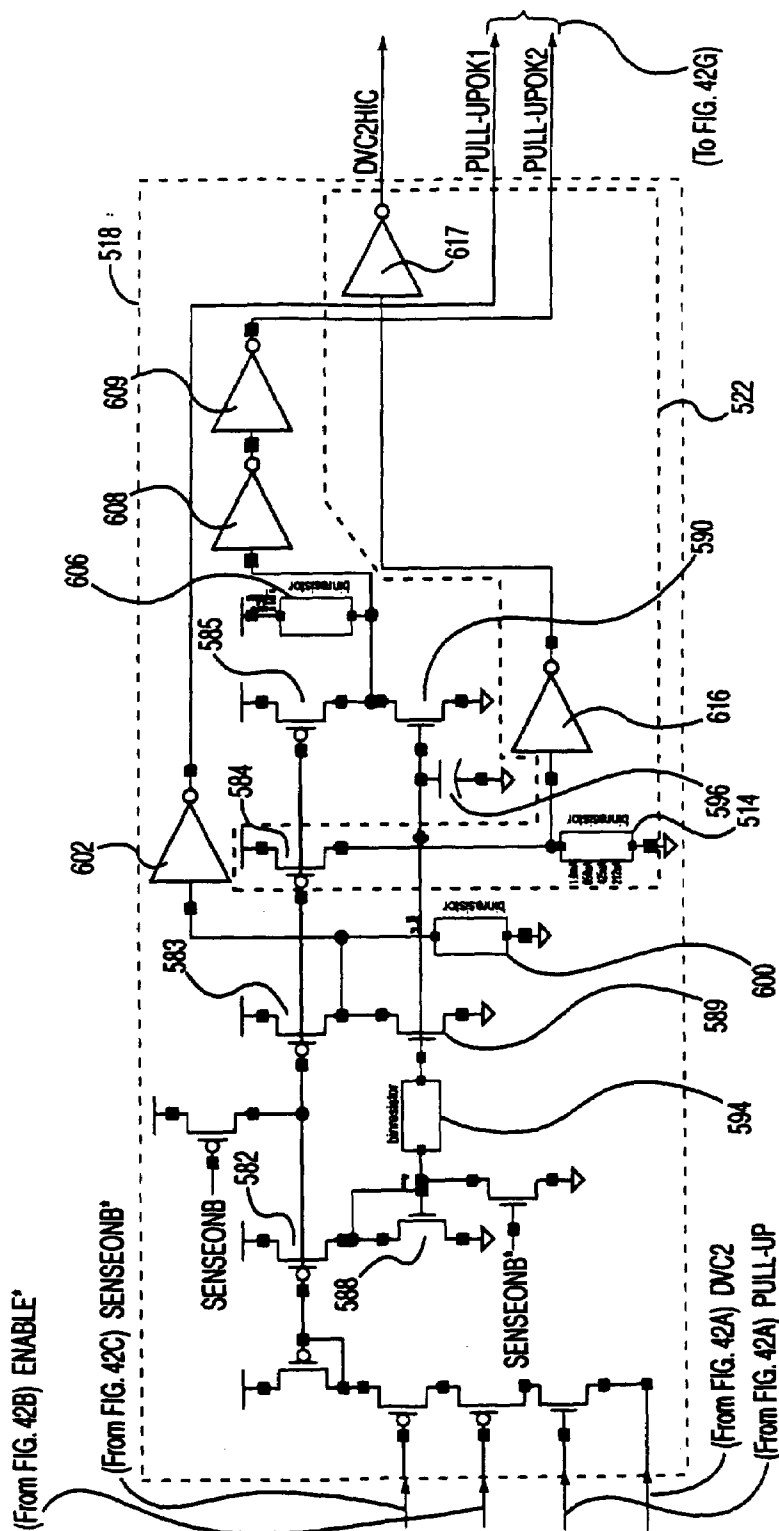 (From FIG. 42B) ENABLE*
(From FIG. 42C) SENSEONB*
(From FIG. 42A) DVC2
(From FIG. 42A) PULL-UP
518
602
608
609
606
585
584
583
582
SENSEONB
DVC2HIC
PULL-UPOK1
PULL-UPOK2
(To FIG. 42G)
617
522
590
616
596
514
600
589
594
588
SENSEONB*
binresistor
binresistor
binresistor
binresistor